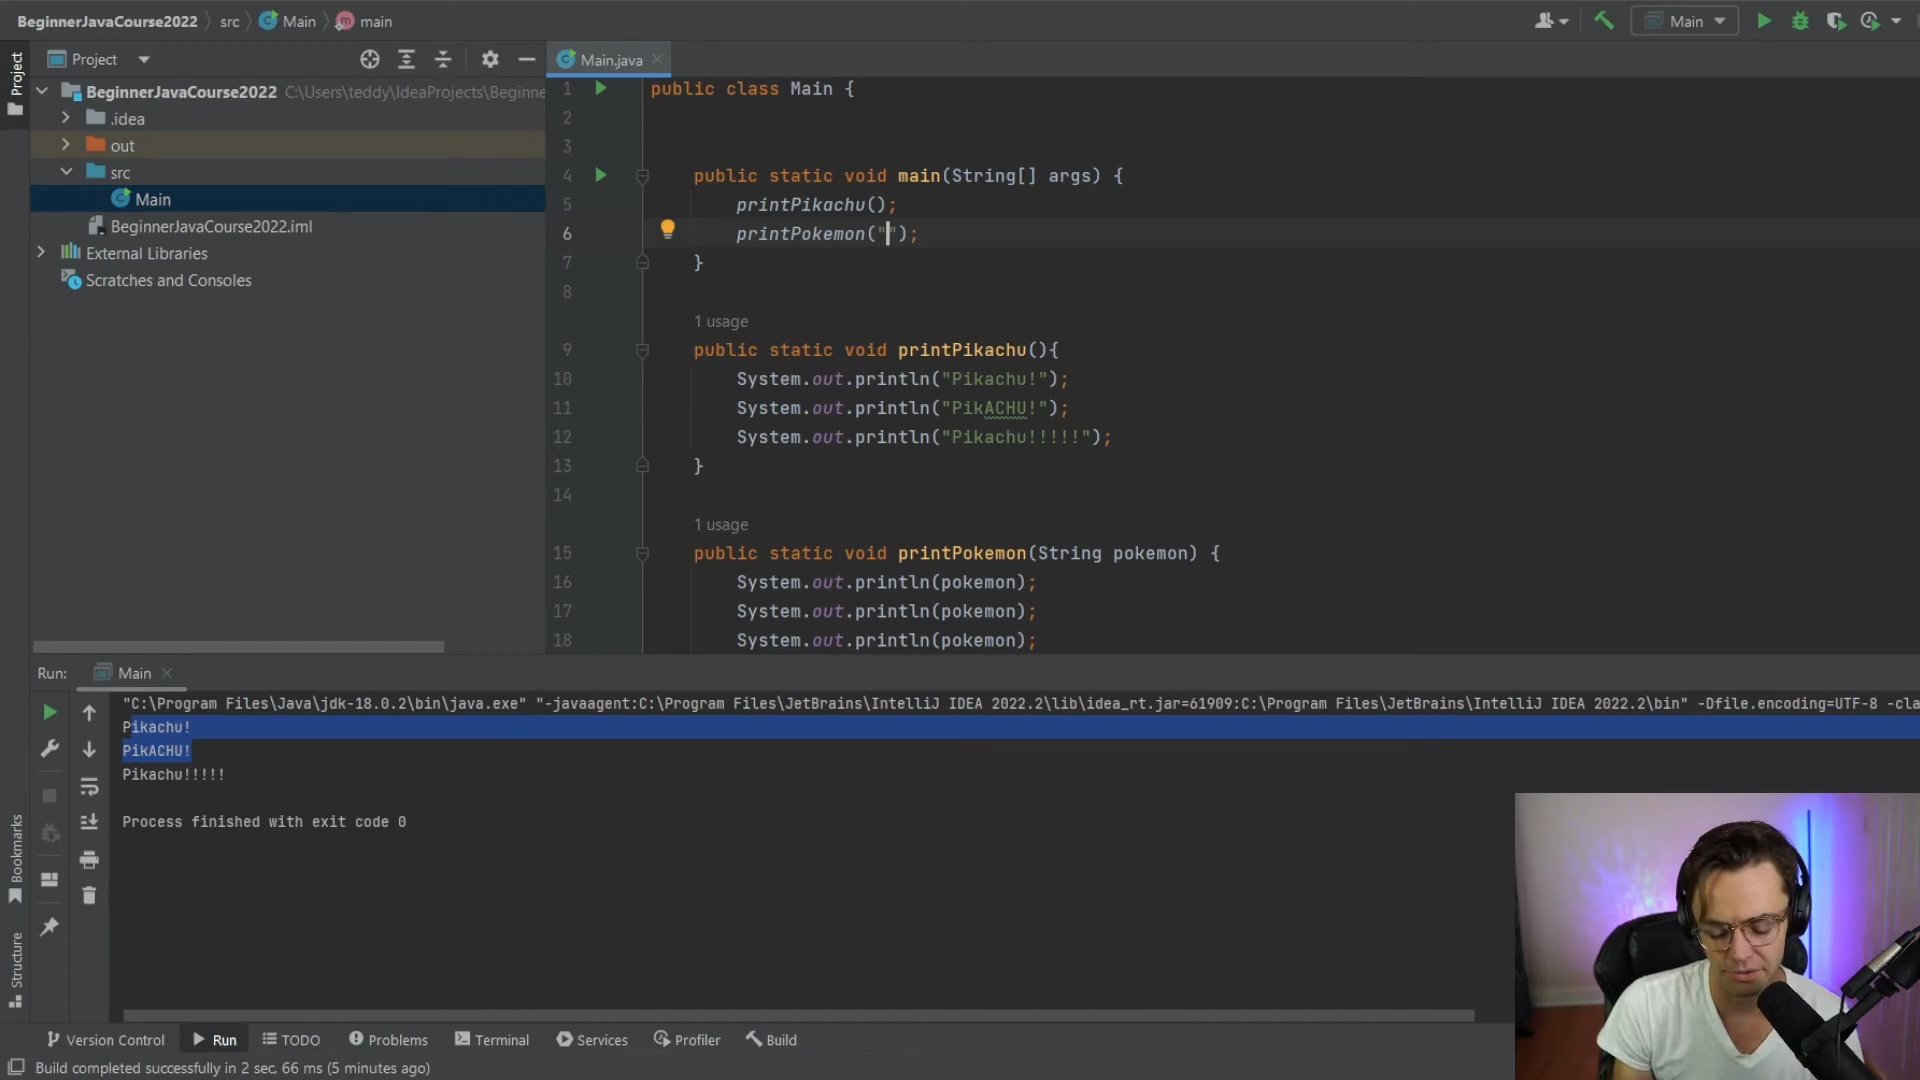 BeginnerJavaCourse2022 src Main main
Main
Project
Project
Main.java
BeginnerJavaCourse2022 C:\Users\teddy\IdeaProjects\Beginne
.idea
out
src
Main
BeginnerJavaCourse2022.iml
External Libraries
Scratches and Consoles
1 public class Main {
2
3
4 public static void main(String[] args) {
5 printPikachu();
6 printPokemon("");
7 }
8
1 usage
9 public static void printPikachu(){
10 System.out.println("Pikachu!");
11 System.out.println("PikACHU!");
12 System.out.println("Pikachu!!!!!");
13 }
14
1 usage
15 public static void printPokemon(String pokemon) {
16 System.out.println(pokemon);
17 System.out.println(pokemon);
18 System.out.println(pokemon);
Run: Main
"C:\Program Files\Java\jdk-18.0.2\bin\java.exe" "-javaagent:C:\Program Files\JetBrains\IntelliJ IDEA 2022.2\lib\idea_rt.jar=61909:C:\Program Files\JetBrains\IntelliJ IDEA 2022.2\bin" -Dfile.encoding=UTF-8 -cla
Pikachu!
PikACHU!
Pikachu!!!!!
Process finished with exit code 0
Bookmarks
Structure
Version Control Run TODO Problems Terminal Services Profiler Build
Build completed successfully in 2 sec, 66 ms (5 minutes ago)